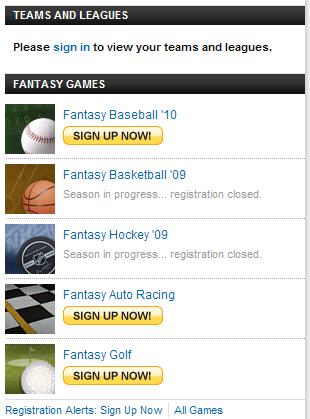 TEAMS AND LEAGUES
Please sign in to view your teams and leagues.
FANTASY GAMES
Fantasy Baseball '10
SIGN UP NOW!
Fantasy Basketball '09
Season in progress... registration closed.
Fantasy Hockey '09
Season in progress... registration closed.
Fantasy Auto Racing
SIGN UP NOW!
Fantasy Golf
SIGN UP NOW!
Registration Alerts: Sign Up Now | All Games